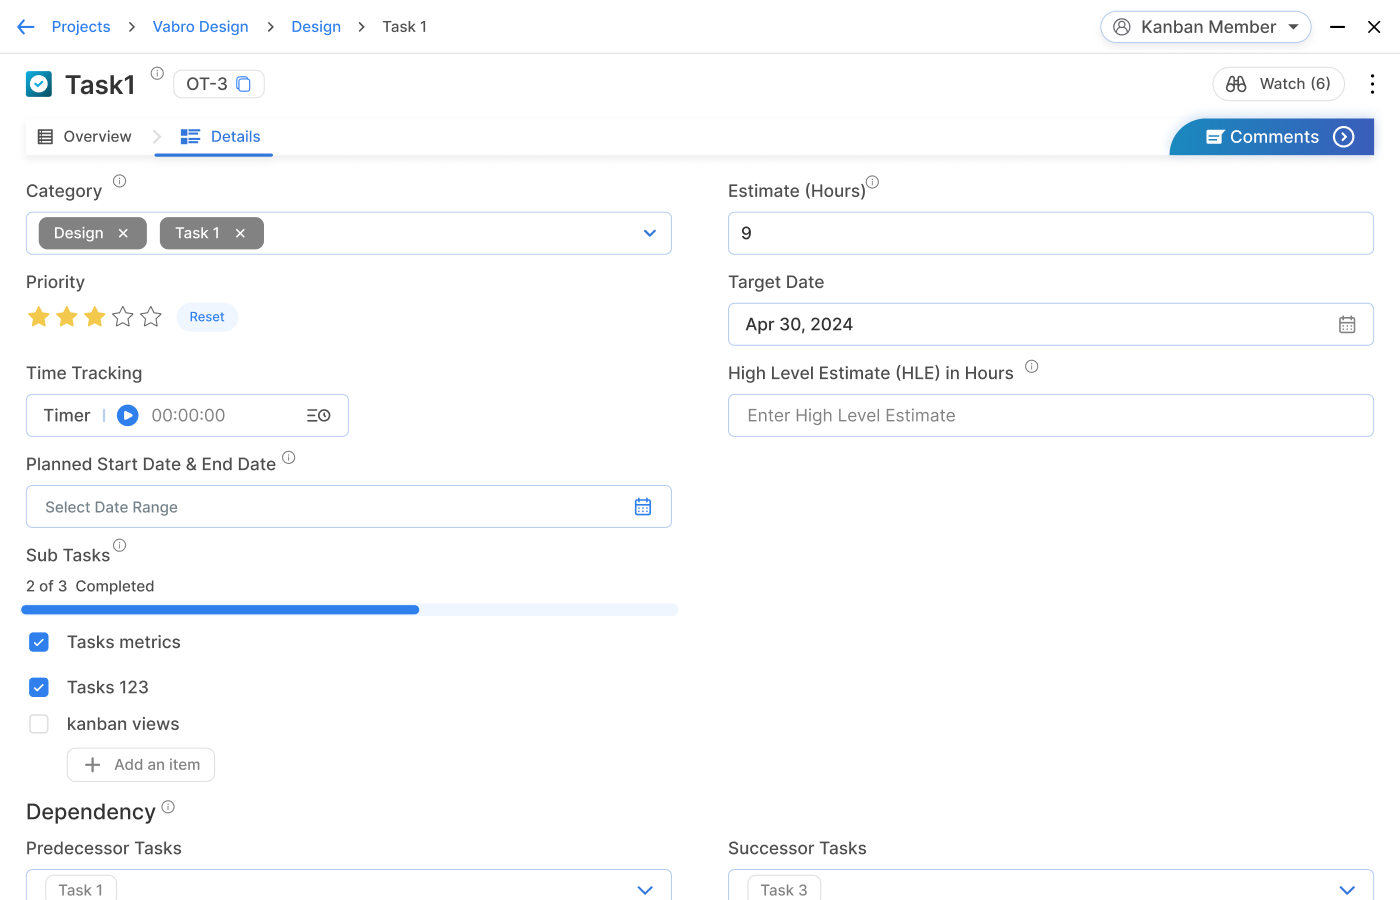 Projects > Vabro Design > Design > Task 1
Kanban Member
Task1
OT-3
Watch (6)
Overview
Details
Comments
Category
Design
Task 1
Estimate (Hours)
9
Priority
Reset
Target Date
Apr 30, 2024
Time Tracking
Timer | 00:00:00
High Level Estimate (HLE) in Hours
Enter High Level Estimate
Planned Start Date & End Date
Select Date Range
Sub Tasks
2 of 3 Completed
Tasks metrics
Tasks 123
kanban views
+ Add an item
Dependency
Predecessor Tasks
Task 1
Successor Tasks
Task 3